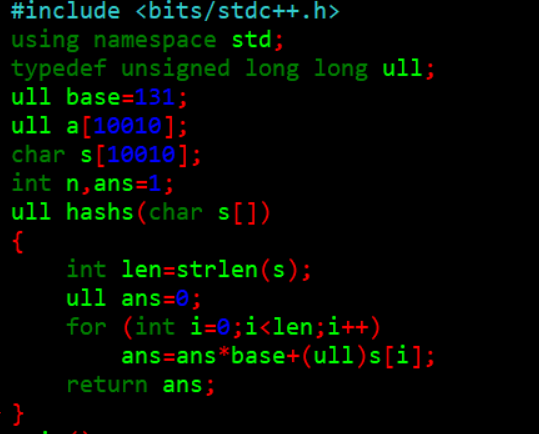 #include <bits/stdc++.h>
using namespace std;
typedef unsigned long long ull;
ull base=131;
ull a[10010];
char s[10010];
int n,ans=1;
ull hashs(char s[])
{
    int len=strlen(s);
    ull ans=0;
    for (int i=0;i<len;i++)
        ans=ans*base+(ull)s[i];
    return ans;
}